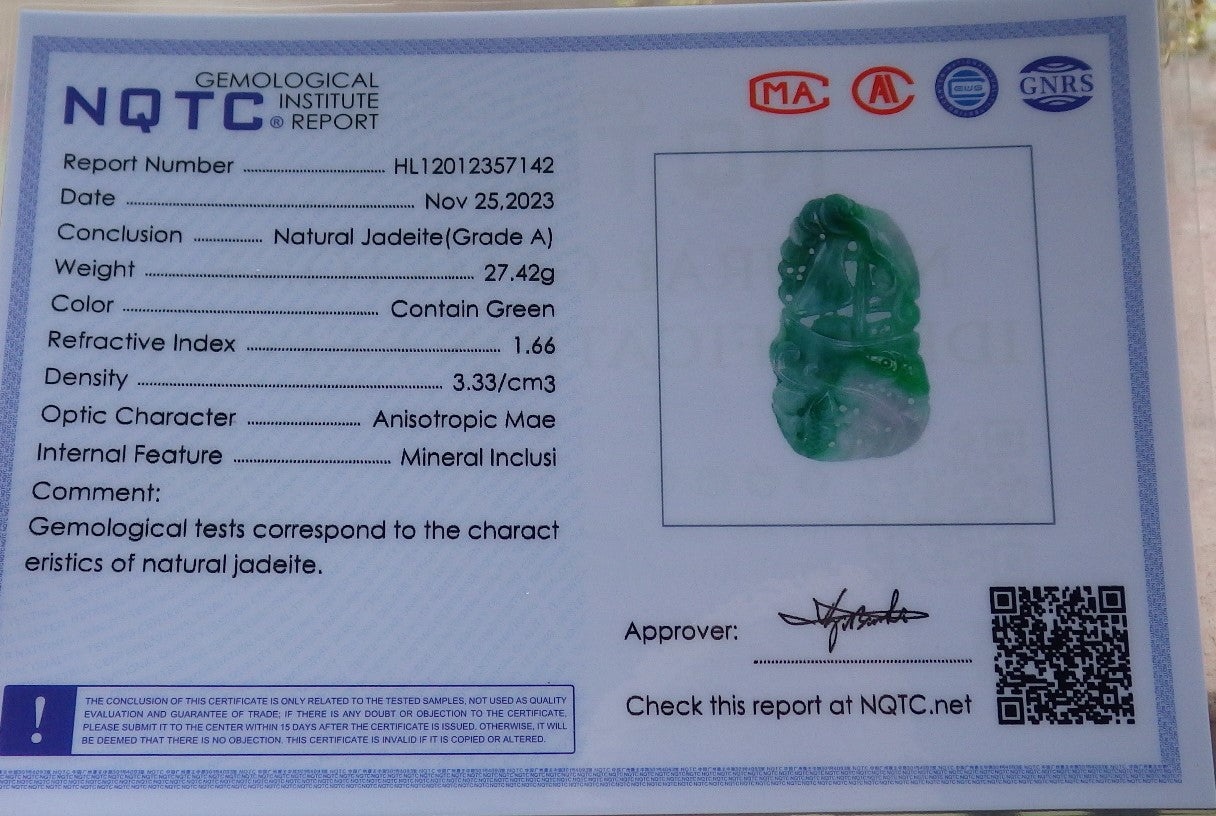 NQTC® GEMOLOGICAL INSTITUTE REPORT
MA
AL
GNRS
Report Number HL12012357142
Date Nov 25,2023
Conclusion Natural Jadeite(Grade A)
Weight 27.42g
Color Contain Green
Refractive Index 1.66
Density 3.33/cm3
Optic Character Anisotropic Mae
Internal Feature Mineral Inclusi
Comment:
Gemological tests correspond to the charact
eristics of natural jadeite.
Approver:
Check this report at NQTC.net
! THE CONCLUSION OF THIS CERTIFICATE IS ONLY RELATED TO THE TESTED SAMPLES, NOT USED AS QUALITY
EVALUATION AND GUARANTEE OF TRADE; IF THERE IS ANY DOUBT OR OBJECTION TO THE CERTIFICATE,
PLEASE SUBMIT IT TO THE CENTER WITHIN 15 DAYS AFTER THE CERTIFICATE IS ISSUED. OTHERWISE, IT WILL
BE DEEMED THAT THERE IS NO OBJECTION. THIS CERTIFICATE IS INVALID IF IT IS COPIED OR ALTERED.